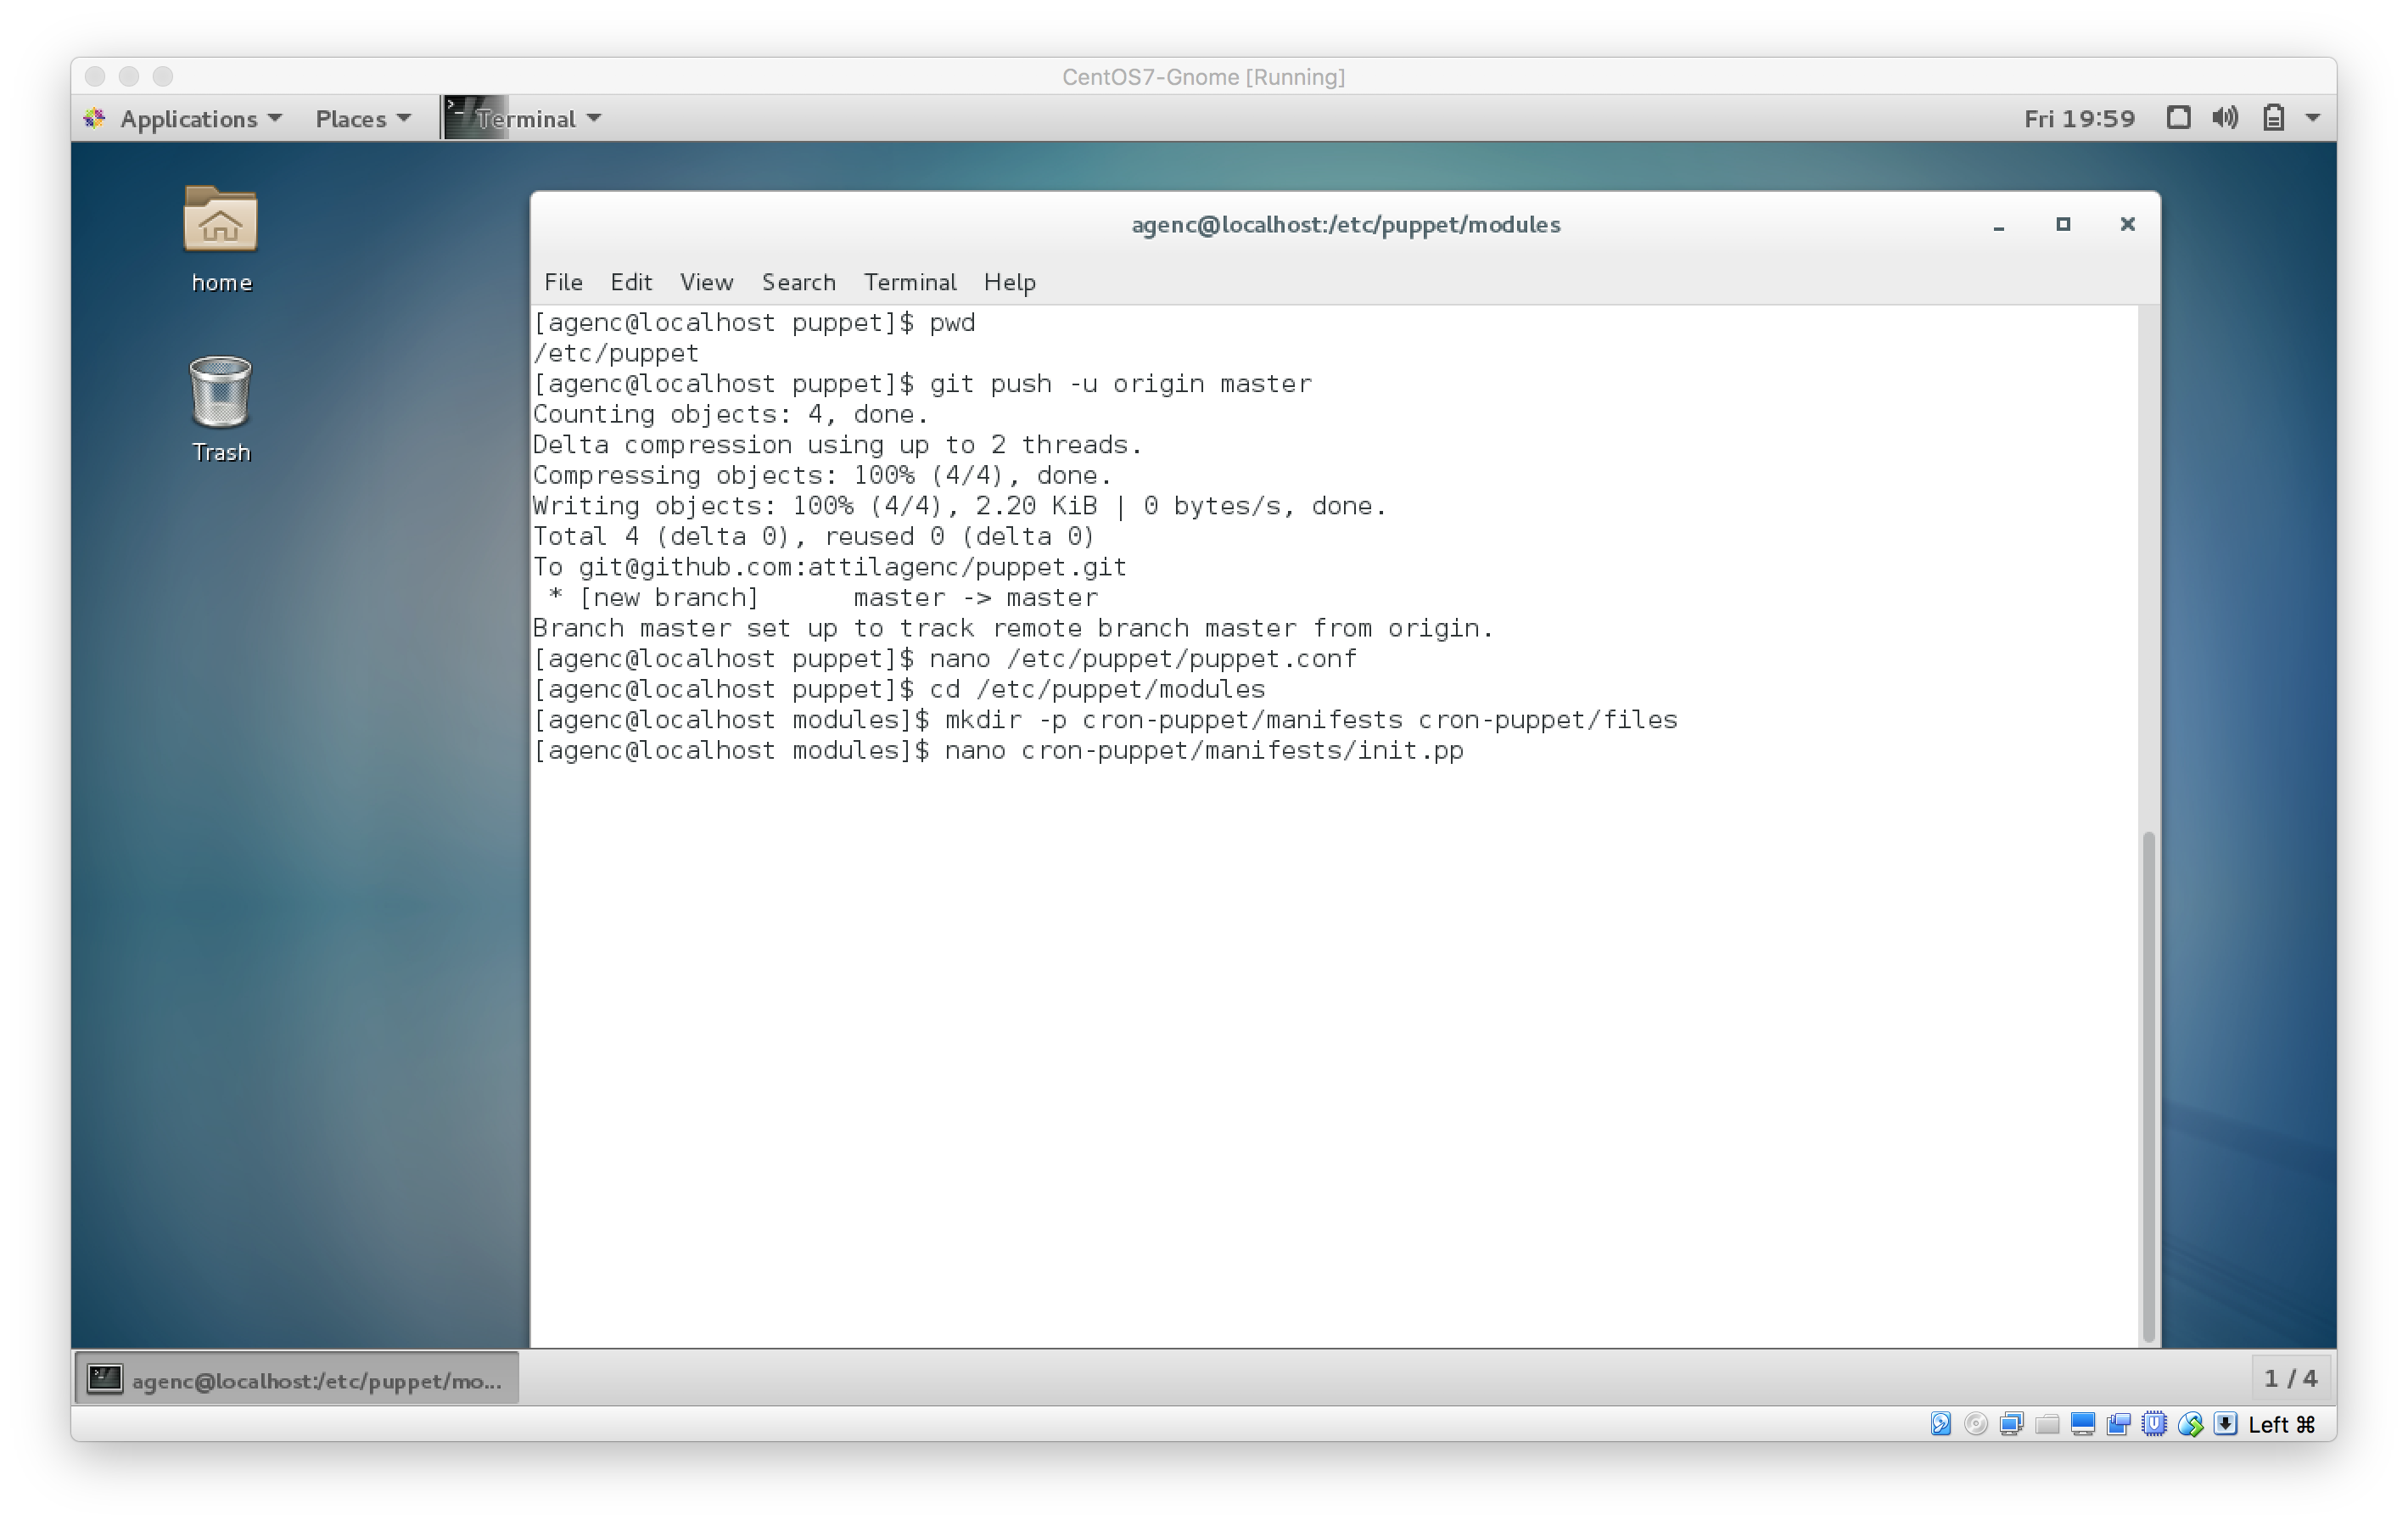 CentOS7-Gnome [Running]
Applications Places Terminal Fri 19:59
home
Trash
agenc@localhost:/etc/puppet/modules
File Edit View Search Terminal Help
[agenc@localhost puppet]$ pwd
/etc/puppet
[agenc@localhost puppet]$ git push -u origin master
Counting objects: 4, done.
Delta compression using up to 2 threads.
Compressing objects: 100% (4/4), done.
Writing objects: 100% (4/4), 2.20 KiB | 0 bytes/s, done.
Total 4 (delta 0), reused 0 (delta 0)
To git@github.com:attilagenc/puppet.git
 * [new branch]      master -> master
Branch master set up to track remote branch master from origin.
[agenc@localhost puppet]$ nano /etc/puppet/puppet.conf
[agenc@localhost puppet]$ cd /etc/puppet/modules
[agenc@localhost modules]$ mkdir -p cron-puppet/manifests cron-puppet/files
[agenc@localhost modules]$ nano cron-puppet/manifests/init.pp
agenc@localhost:/etc/puppet/mo... 1 / 4
Left ⌘